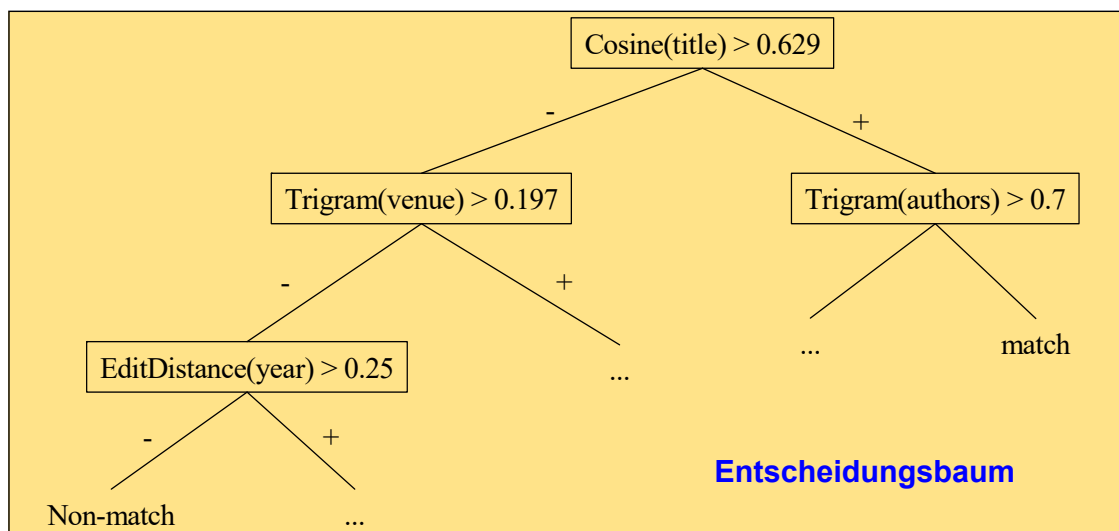 Cosine(title) > 0.629
-
+
Trigram(venue) > 0.197
Trigram(authors) > 0.7
-
+
...
...
match
EditDistance(year) > 0.25
-
+
Non-match
...
Entscheidungsbaum